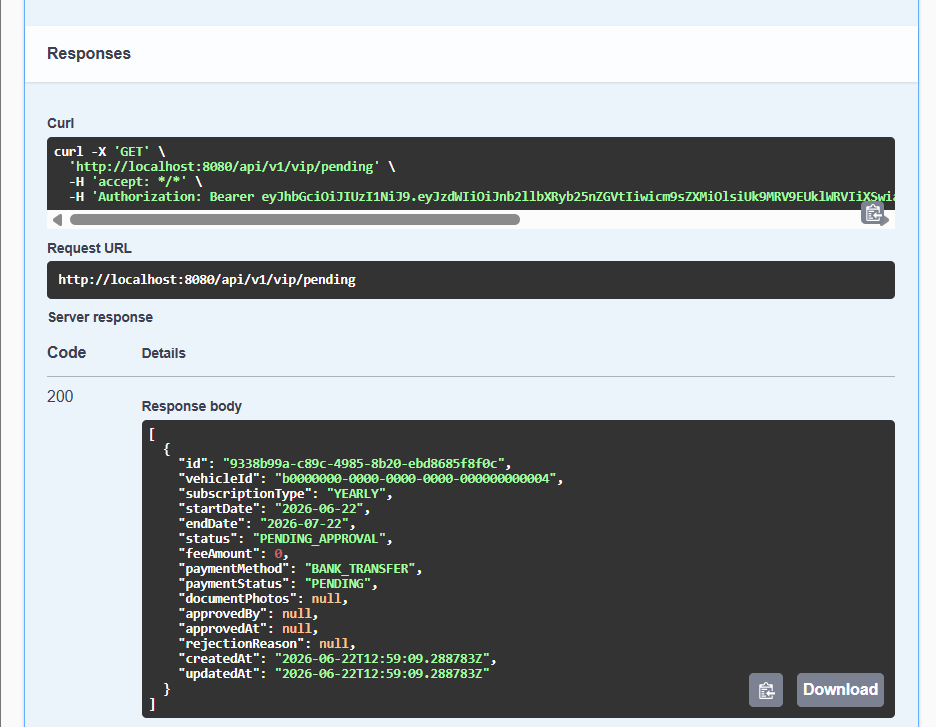 Responses
Curl
curl -X 'GET' \
'http://localhost:8080/api/v1/vip/pending' \
-H 'accept: */*' \
-H 'Authorization: Bearer eyJhbGciOiJIUzI1NiJ9.eyJzdWIiOiJnb2llbXRyb25nZGVtIiwicm9sZXMiOlsiUk9MRV9EUklWRVIiXSwia
Request URL
http://localhost:8080/api/v1/vip/pending
Server response
Code Details
200
Response body
[
{
"id": "9338b99a-c89c-4985-8b20-ebd8685f8f0c",
"vehicleId": "b0000000-0000-0000-0000-000000000004",
"subscriptionType": "YEARLY",
"startDate": "2026-06-22",
"endDate": "2026-07-22",
"status": "PENDING_APPROVAL",
"feeAmount": 0,
"paymentMethod": "BANK_TRANSFER",
"paymentStatus": "PENDING",
"documentPhotos": null,
"approvedBy": null,
"approvedAt": null,
"rejectionReason": null,
"createdAt": "2026-06-22T12:59:09.288783Z",
"updatedAt": "2026-06-22T12:59:09.288783Z"
}
]
Download